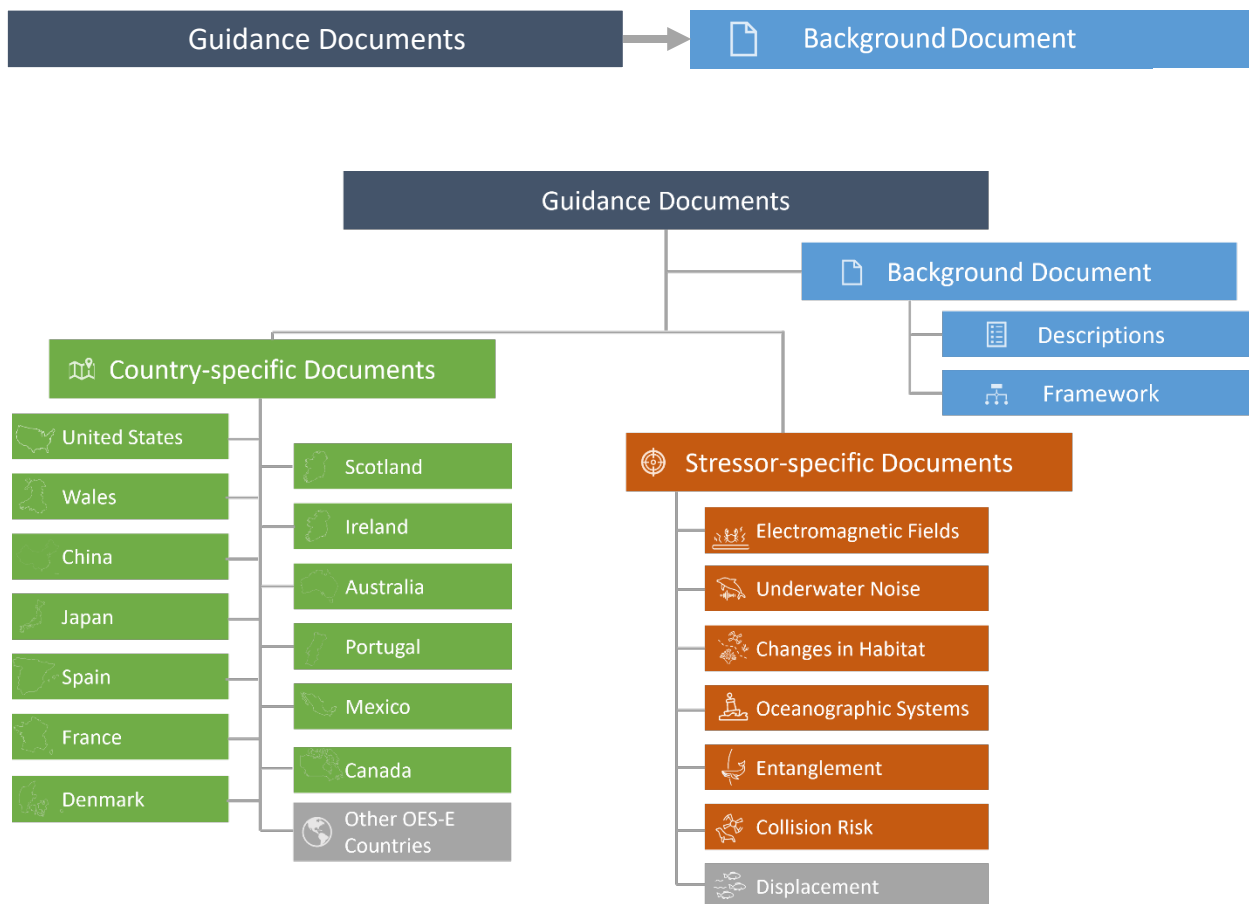 Guidance Documents
Background Document
Guidance Documents
Background Document
Descriptions
Framework
Country-specific Documents
United States
Wales
China
Japan
Spain
France
Denmark
Scotland
Ireland
Australia
Portugal
Mexico
Canada
Other OES-E
Countries
Stressor-specific Documents
Electromagnetic Fields
Underwater Noise
Changes in Habitat
Oceanographic Systems
Entanglement
Collision Risk
Displacement